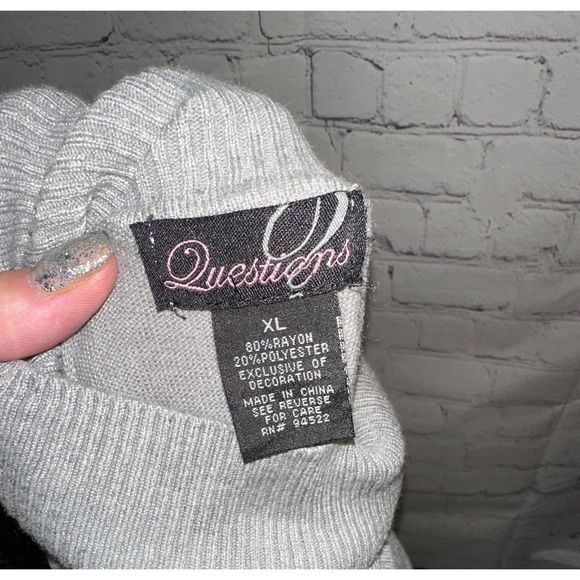 Questions
XL
80%RAYON
20%POLYESTER
EXCLUSIVE OF
DECORATION
MADE IN CHINA
SEE REVERSE
FOR CARE
RN# 94522